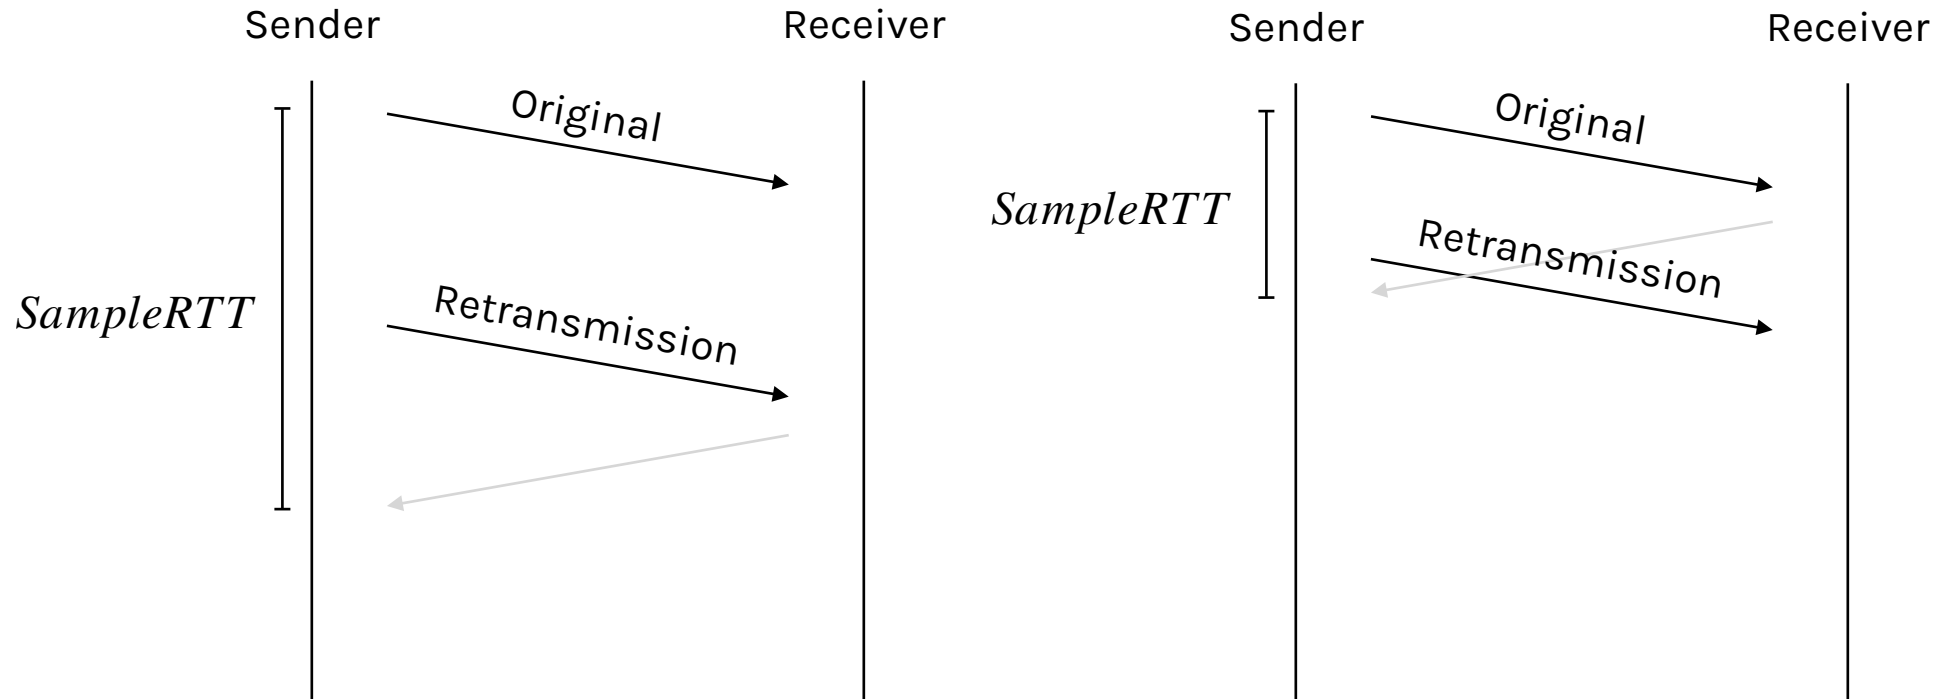 Sender
Receiver
Original
SampleRTT
Retransmission
Sender
Receiver
Original
SampleRTT
Retransmission